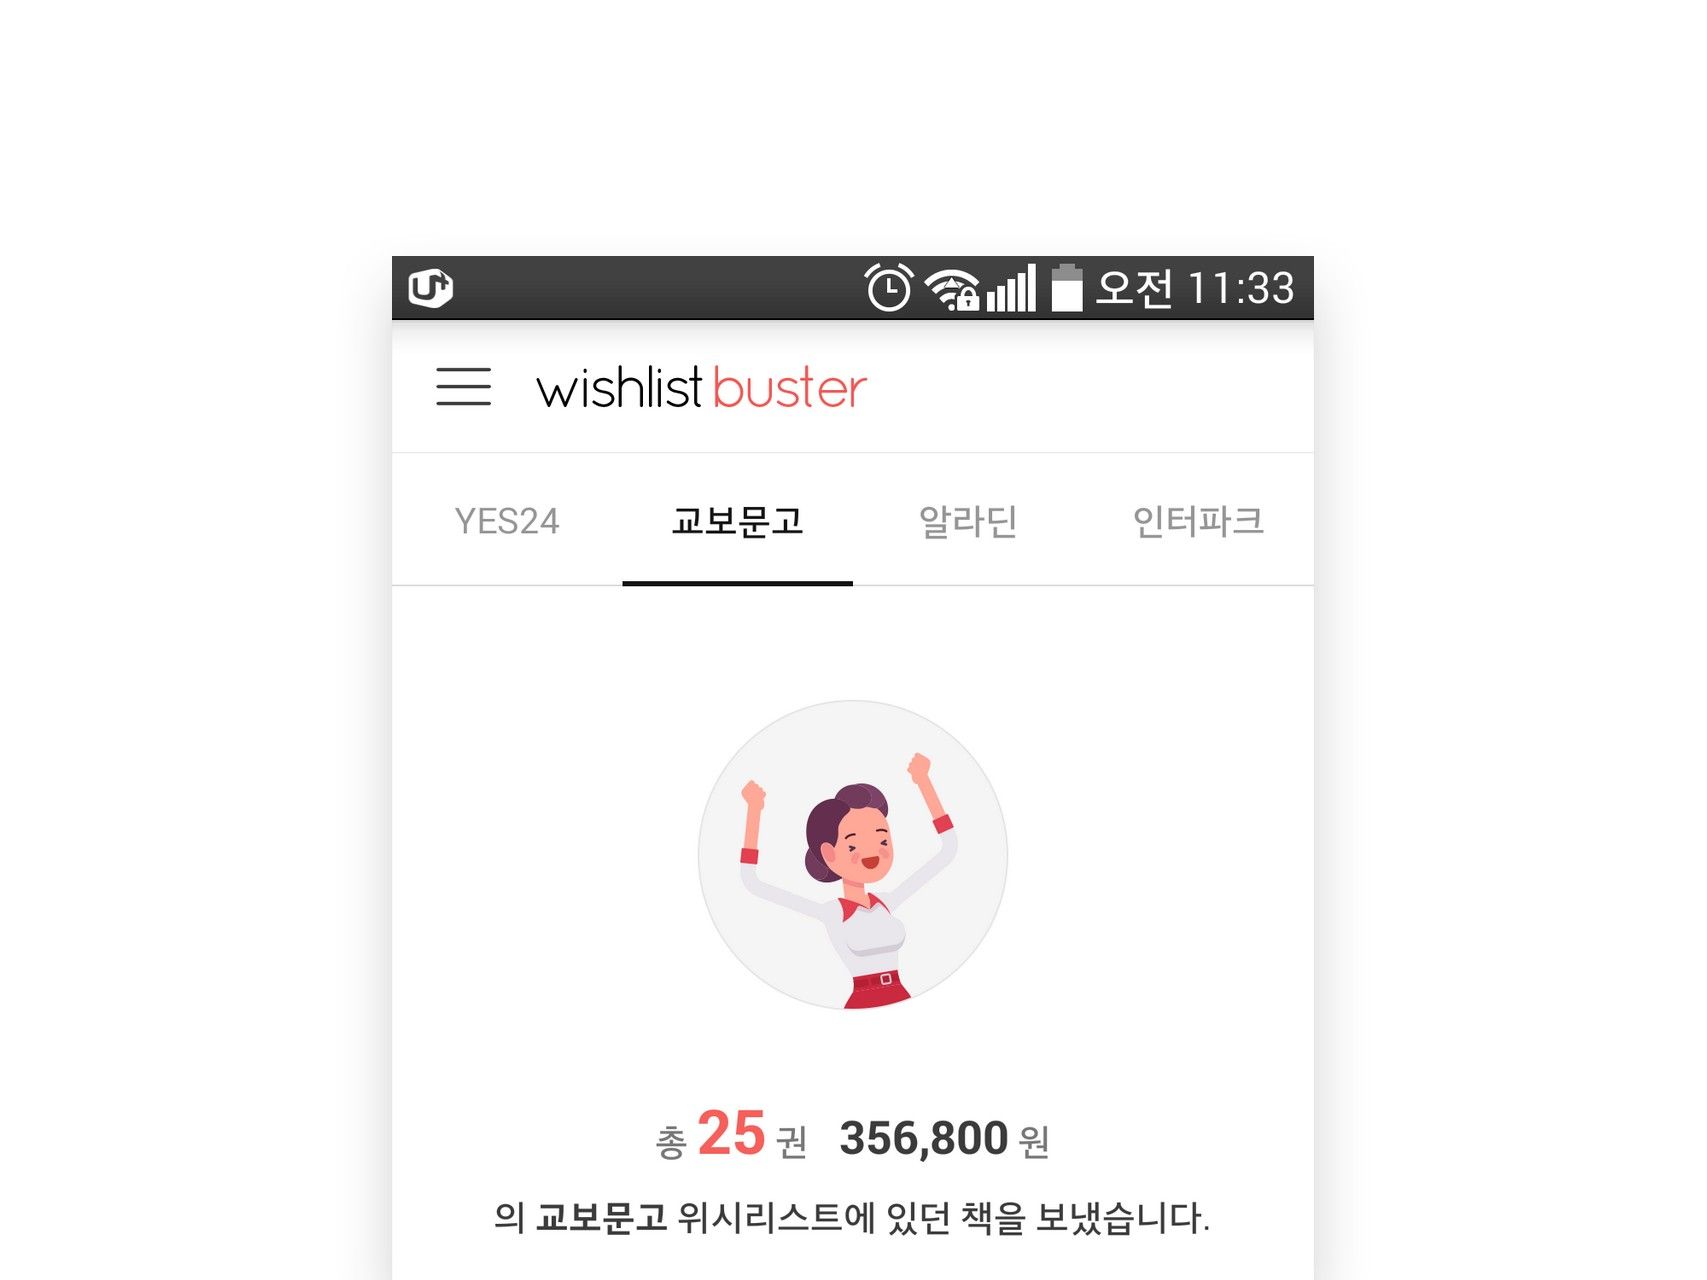 U+ 오전 11:33
wishlist buster
YES24 교보문고 알라딘 인터파크
총 25 권 356,800 원
의 교보문고 위시리스트에 있던 책을 보냈습니다.